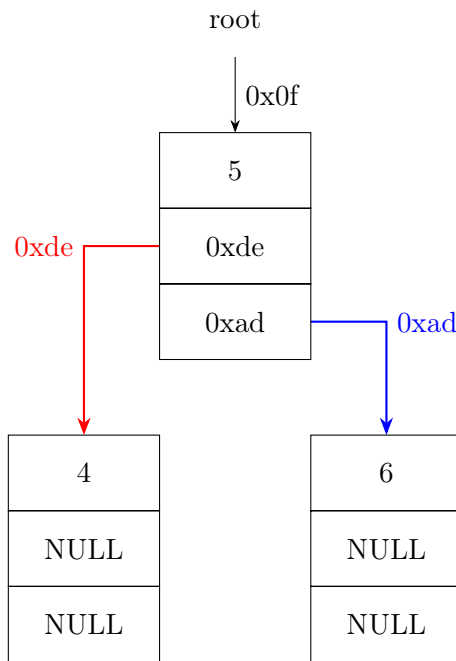 root
0x0f
5
0xde 0xde
0xad 0xad
4 6
NULL NULL
NULL NULL